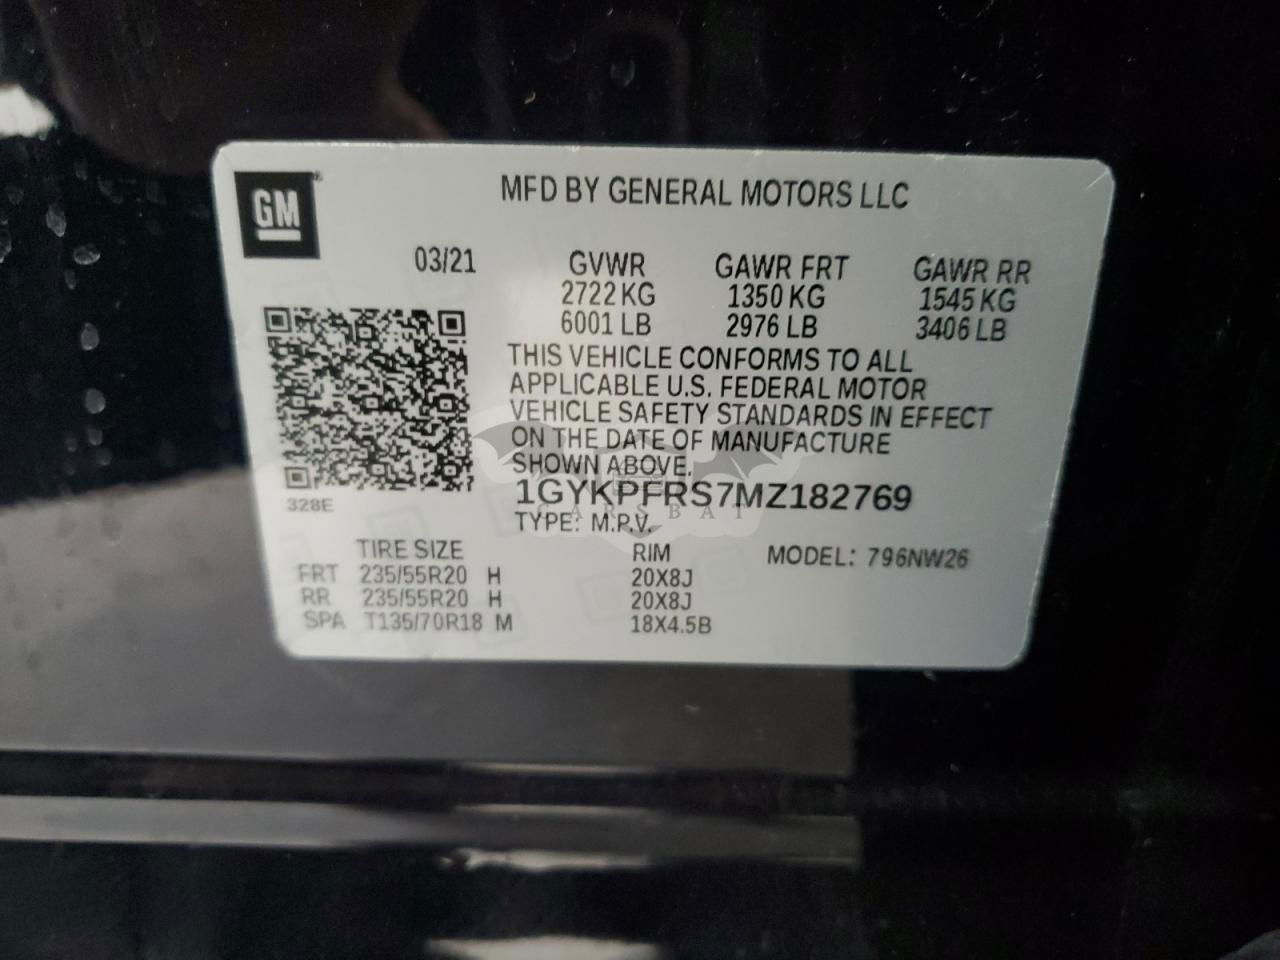 GM
MFD BY GENERAL MOTORS LLC
03/21
GVWR GAWR FRT GAWR RR
2722 KG 1350 KG 1545 KG
6001 LB 2976 LB 3406 LB
THIS VEHICLE CONFORMS TO ALL
APPLICABLE U.S. FEDERAL MOTOR
VEHICLE SAFETY STANDARDS IN EFFECT
ON THE DATE OF MANUFACTURE
SHOWN ABOVE.
328E
1GYKPFRS7MZ182769
CARSBAT
TYPE: M.P.V.
TIRE SIZE RIM MODEL: 796NW26
FRT 235/55R20 H 20X8J
RR 235/55R20 H 20X8J
SPA T135/70R18 M 18X4.5B